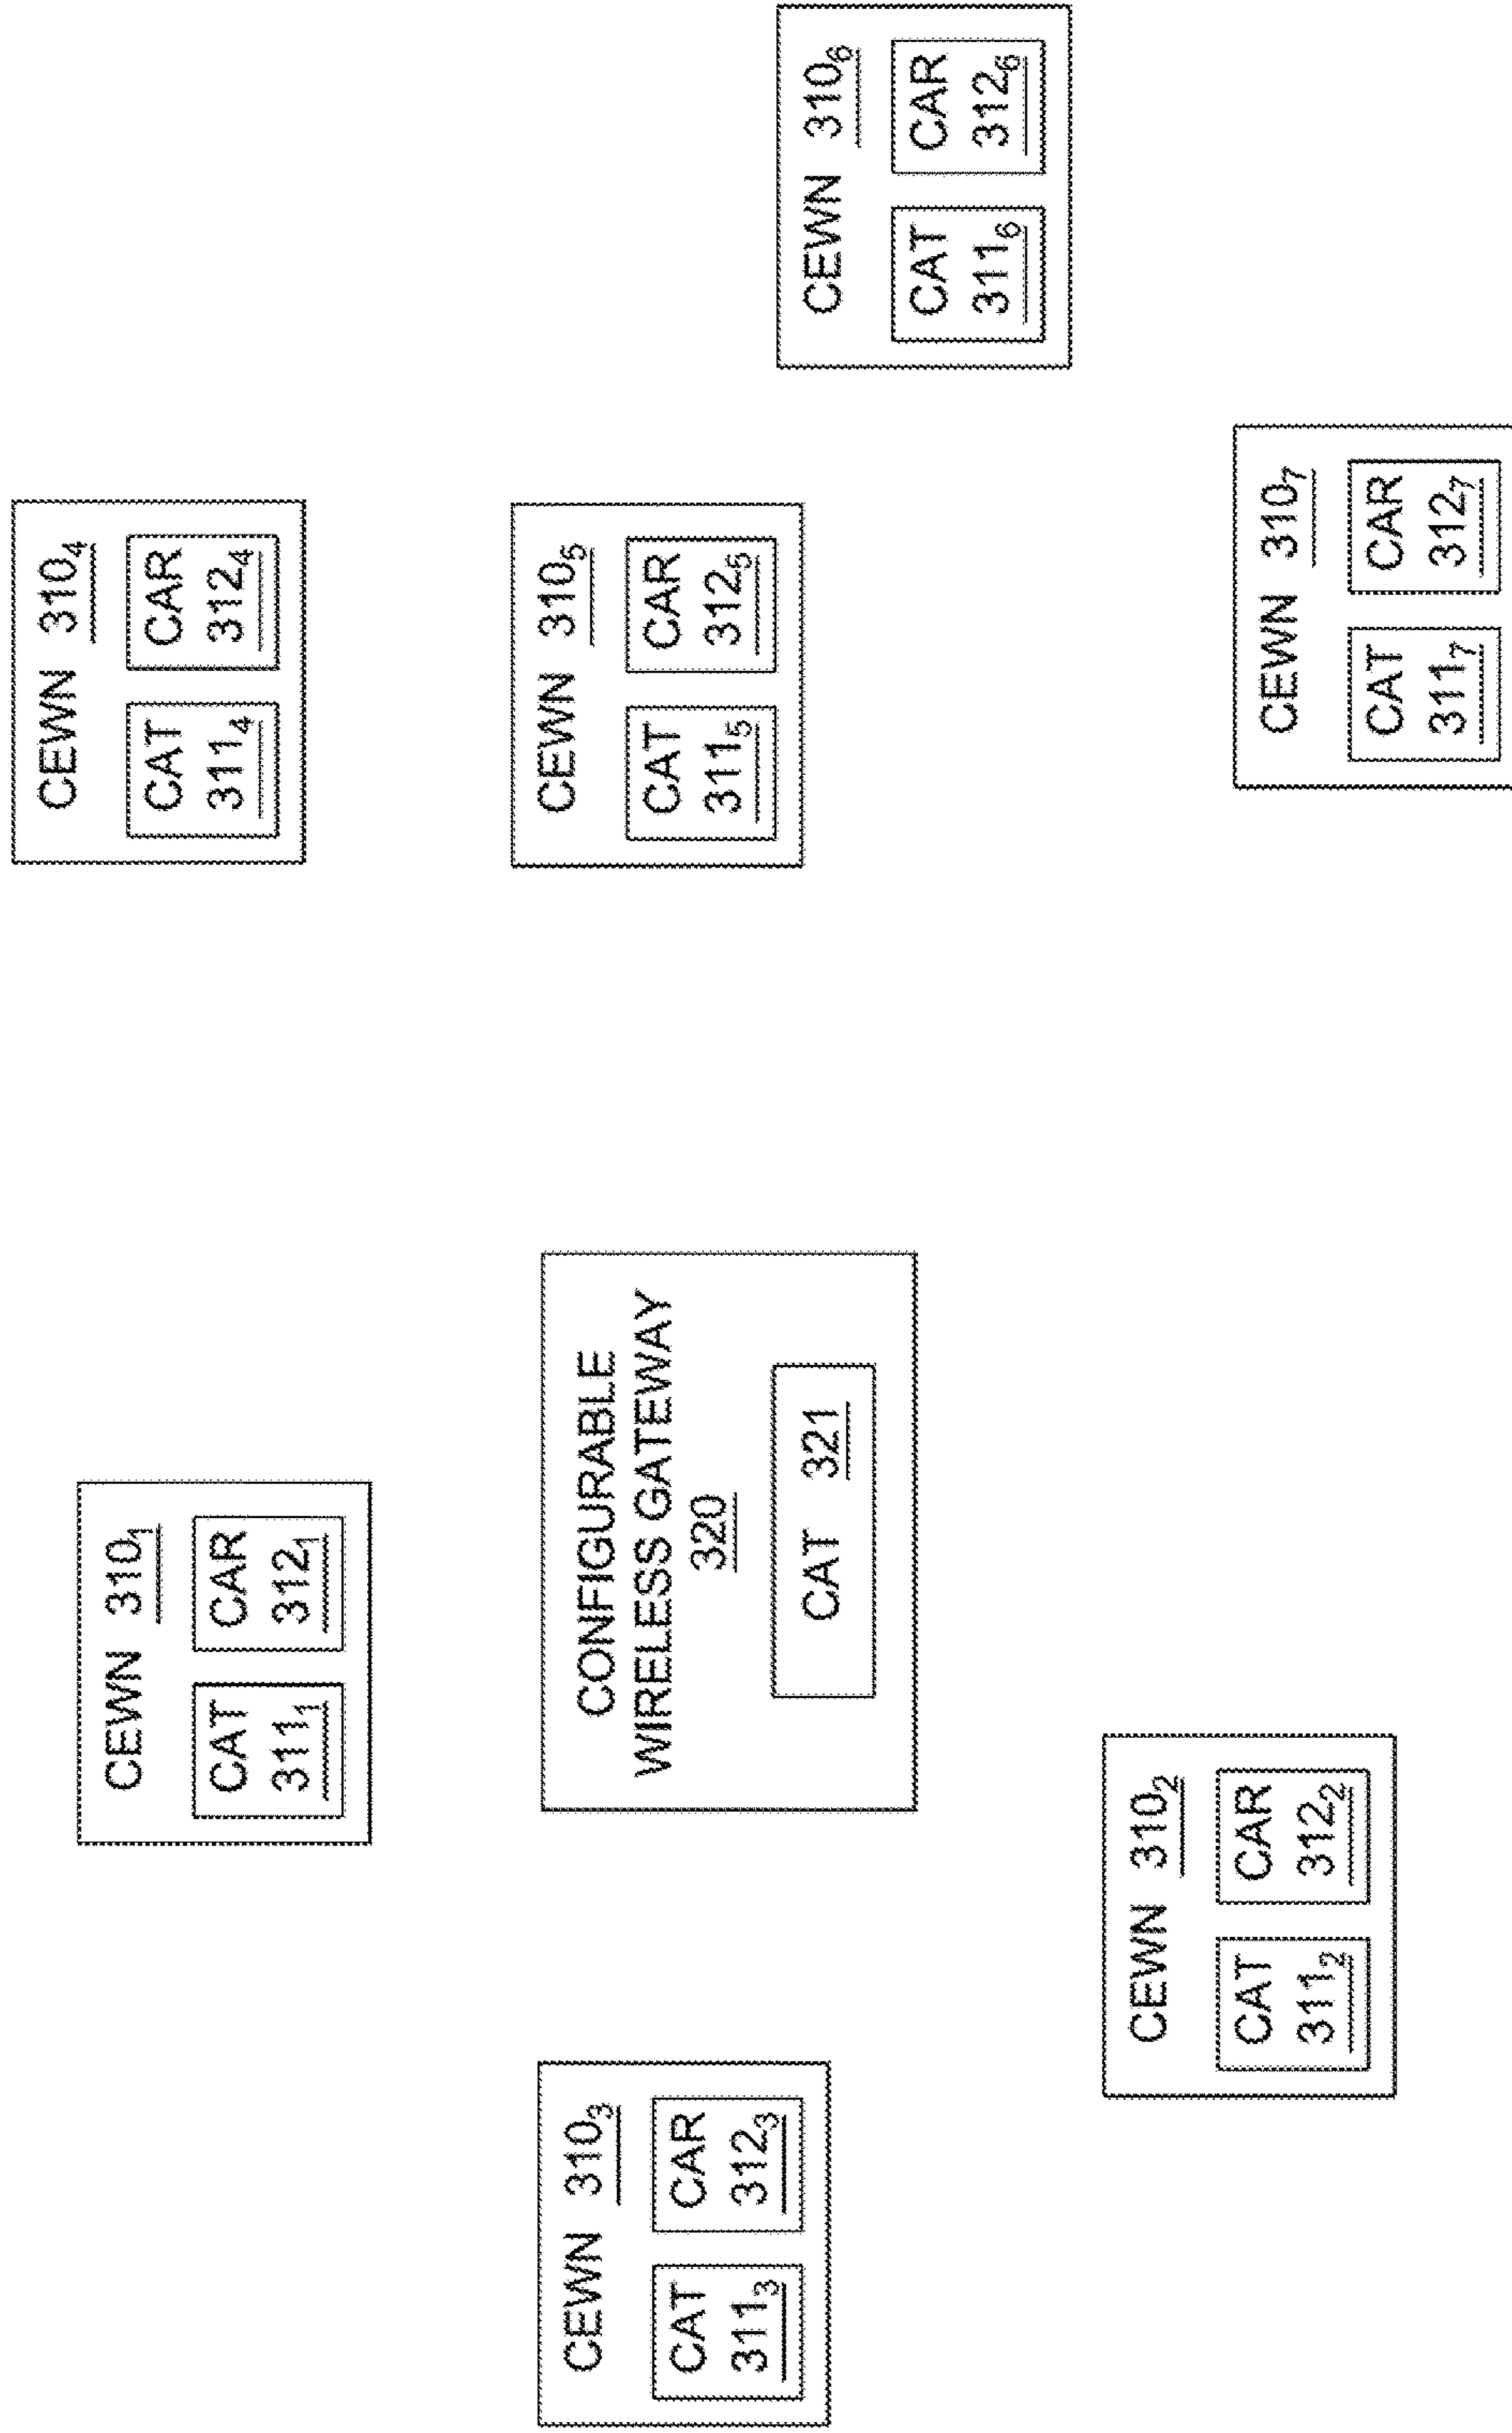 CEWN 310₁
CAT
311₁
CAR
312₁
CEWN 310₄
CAT
311₄
CAR
312₄
CEWN 310₃
CAT
311₃
CAR
312₃
CONFIGURABLE
WIRELESS GATEWAY
320
CAT 321
CEWN 310₅
CAT
311₅
CAR
312₅
CEWN 310₆
CAT
311₆
CAR
312₆
CEWN 310₂
CAT
311₂
CAR
312₂
CEWN 310₇
CAT
311₇
CAR
312₇